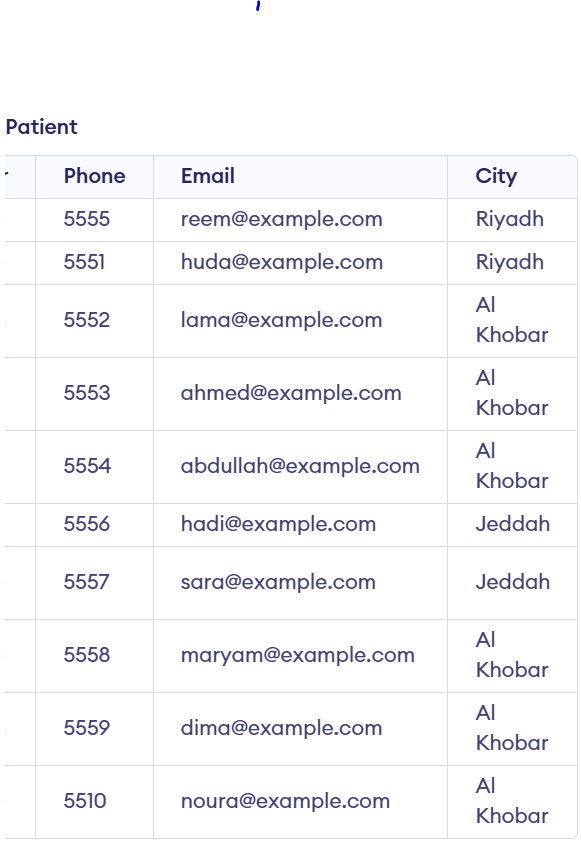 Patient
Phone Email City
5555 reem@example.com Riyadh
5551 huda@example.com Riyadh
5552 lama@example.com Al
Khobar
5553 ahmed@example.com Al
Khobar
5554 abdullah@example.com Al
Khobar
5556 hadi@example.com Jeddah
5557 sara@example.com Jeddah
5558 maryam@example.com Al
Khobar
5559 dima@example.com Al
Khobar
5510 noura@example.com Al
Khobar